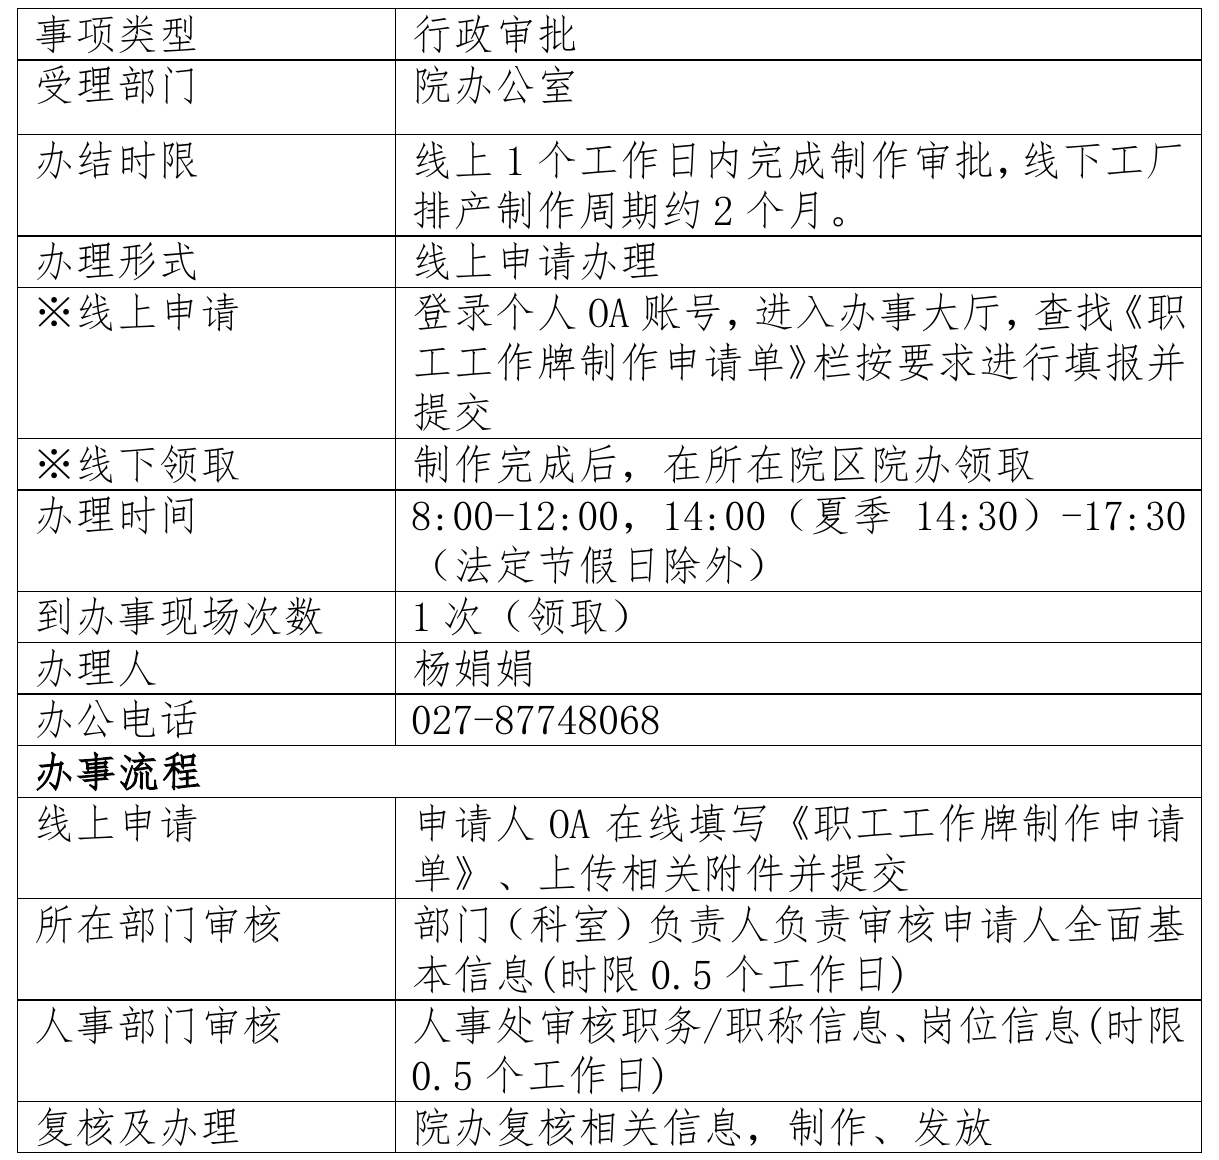 事项类型 行政审批
受理部门 院办公室
办结时限 线上1个工作日内完成制作审批，线下工厂
排产制作周期约2个月。
办理形式 线上申请办理
※线上申请 登录个人OA账号，进入办事大厅，查找《职
工工作牌制作申请单》栏按要求进行填报并
提交
※线下领取 制作完成后，在所在院区院办领取
办理时间 8:00-12:00，14:00（夏季 14:30）-17:30
（法定节假日除外）
到办事现场次数 1次（领取）
办理人 杨娟娟
办公电话 027-87748068
办事流程
线上申请 申请人OA在线填写《职工工作牌制作申请
单》、上传相关附件并提交
所在部门审核 部门（科室）负责人负责审核申请人全面基
本信息(时限0.5个工作日)
人事部门审核 人事处审核职务/职称信息、岗位信息(时限
0.5个工作日)
复核及办理 院办复核相关信息，制作、发放